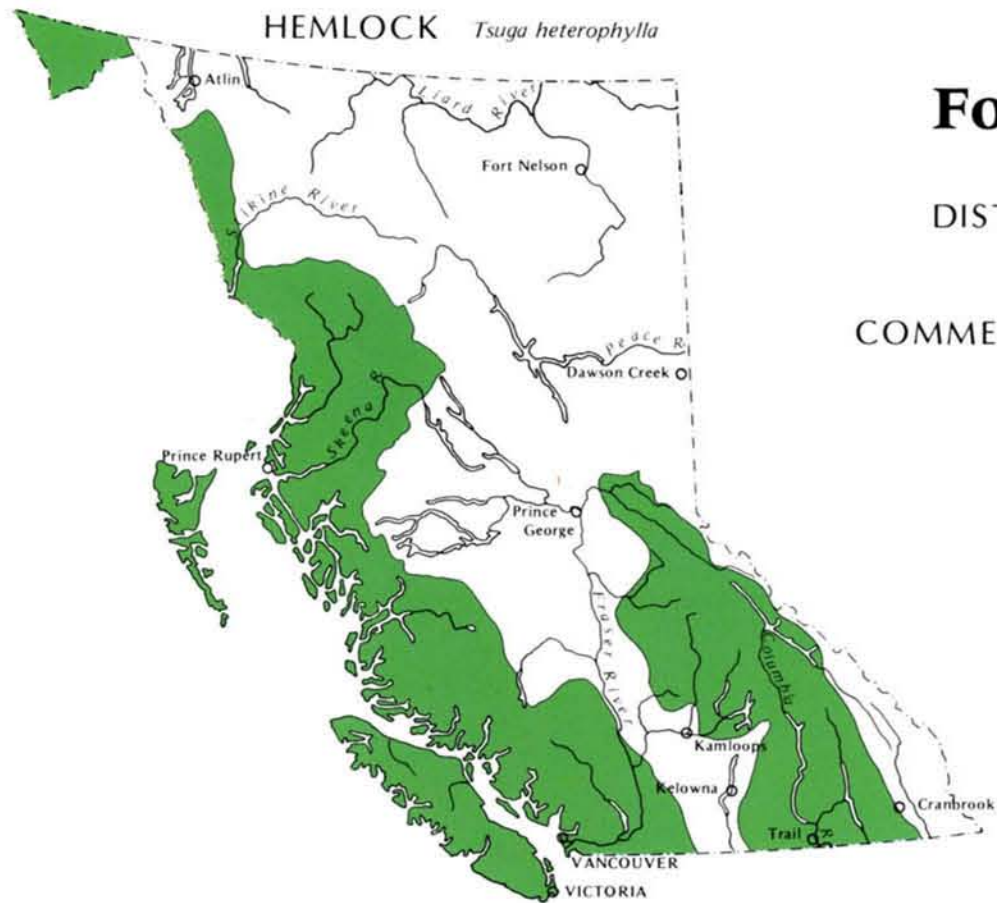 HEMLOCK Tsuga heterophylla
Fo
DIST
COMME
Atlin
Liard River
Fort Nelson
Stikine River
Peace R.
Dawson Creek
Skeena R
Prince Rupert
Prince
George
Fraser River
Columbia
Kamloops
Kelowna
Cranbrook
Trail
R
VANCOUVER
VICTORIA